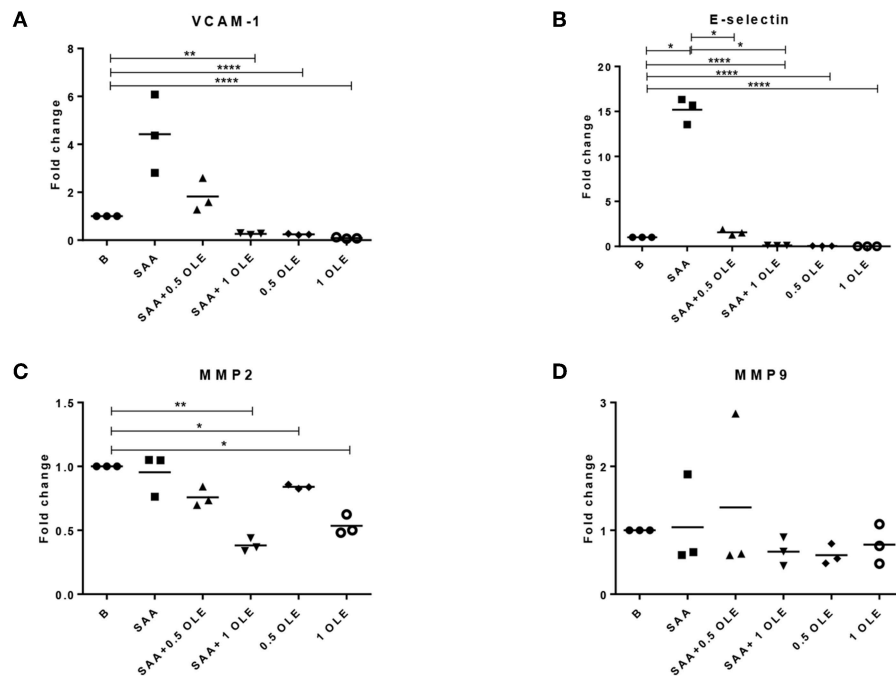 A
VCAM-1
Fold change
8
6
4
2
0
**
****
****
B
SAA
SAA+0.5 OLE
SAA+ 1 OLE
0.5 OLE
1 OLE
B
E-selectin
Fold change
20
15
10
5
0
*
*
*
****
****
****
B
SAA
SAA+0.5 OLE
SAA+ 1 OLE
0.5 OLE
1 OLE
C
MMP2
Fold change
1.5
1.0
0.5
0.0
**
*
*
B
SAA
SAA+0.5 OLE
SAA+ 1 OLE
0.5 OLE
1 OLE
D
MMP9
Fold change
3
2
1
0
B
SAA
SAA+0.5 OLE
SAA+ 1 OLE
0.5 OLE
1 OLE